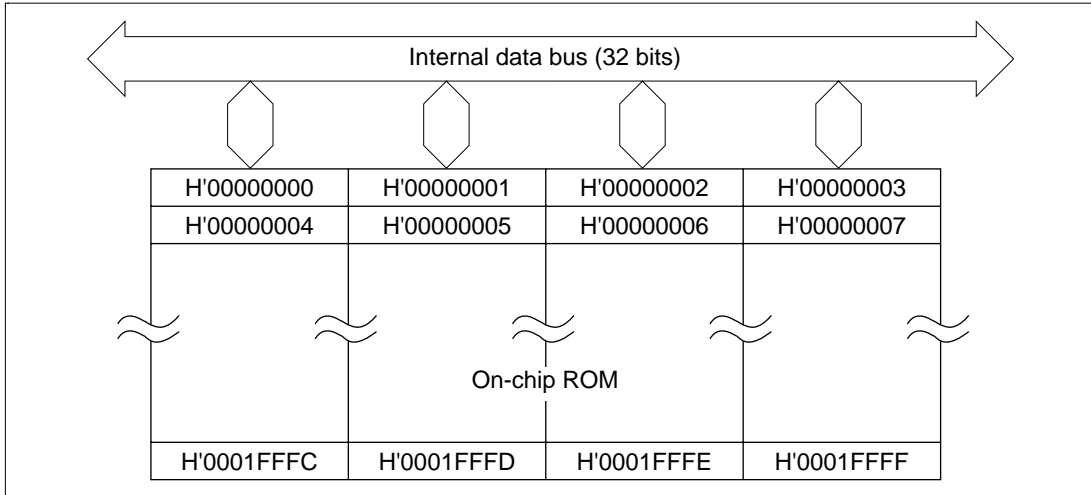 Internal data bus (32 bits)
H'00000000 H'00000001 H'00000002 H'00000003
H'00000004 H'00000005 H'00000006 H'00000007
On-chip ROM
H'0001FFFC H'0001FFFD H'0001FFFE H'0001FFFF